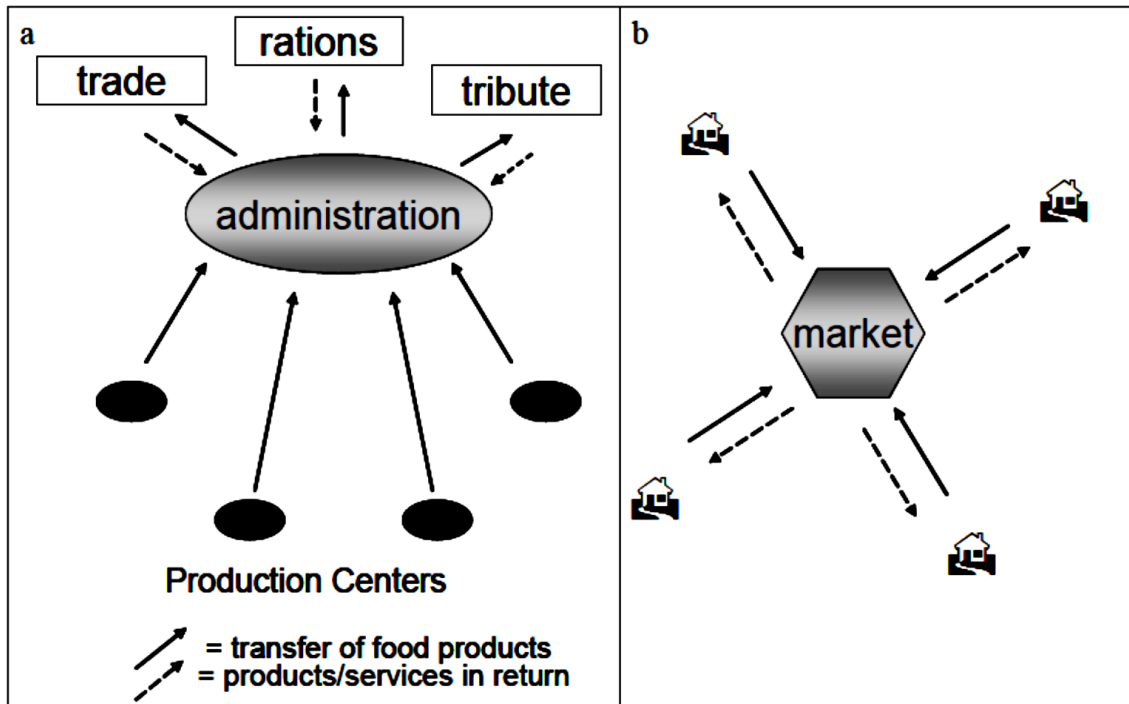 a
rations
trade
tribute
administration
Production Centers
= transfer of food products
= products/services in return
b
market